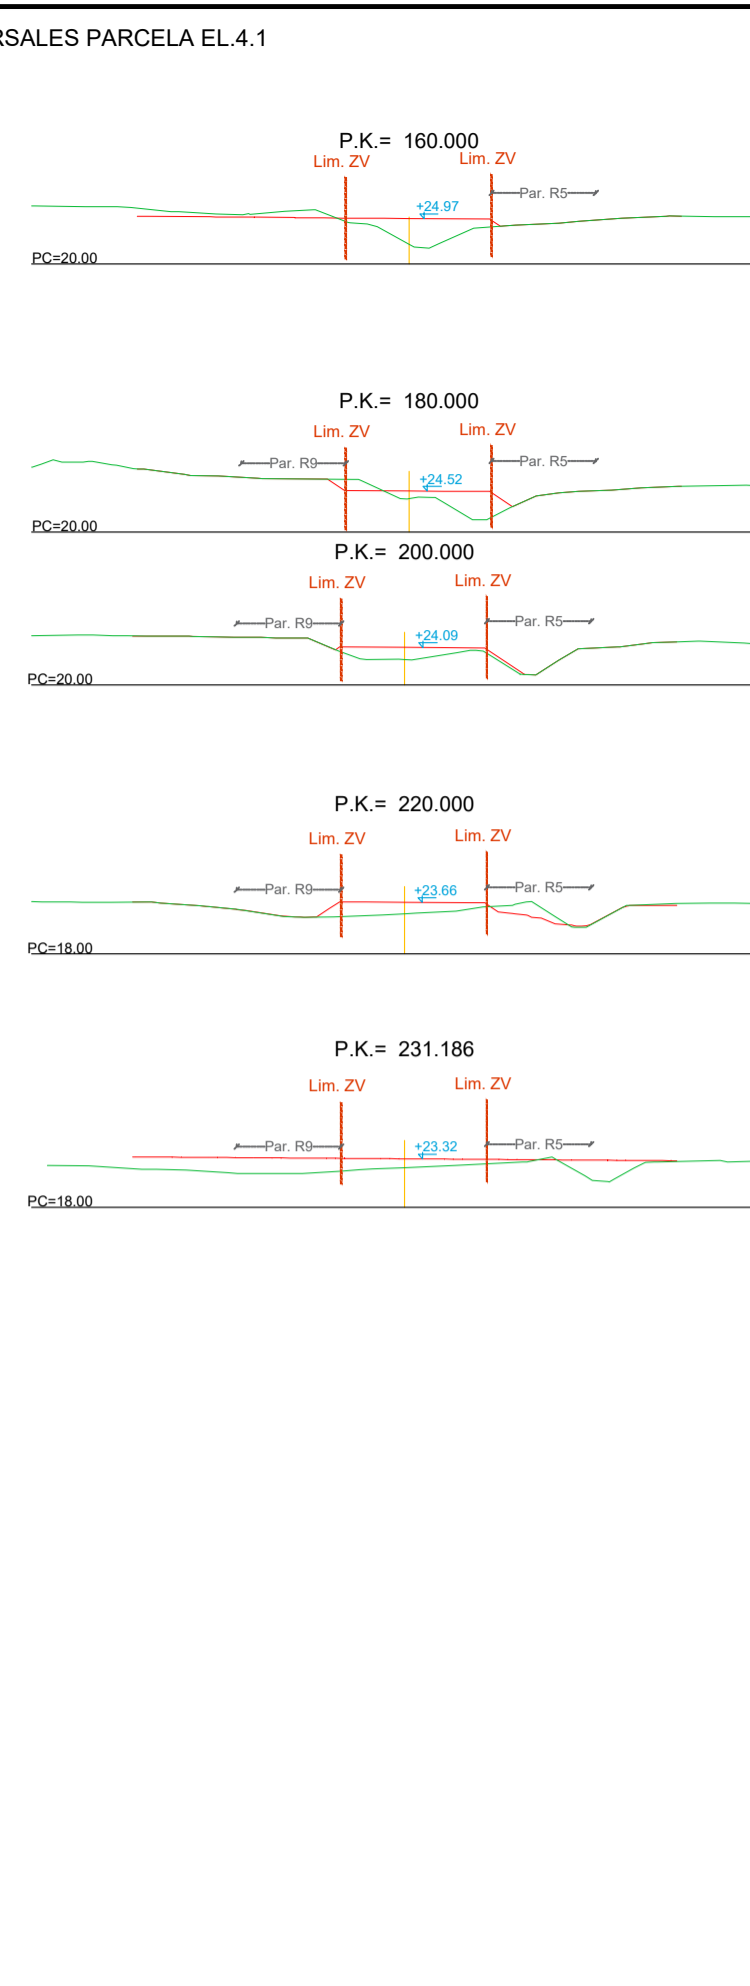 RSALES PARCELA EL.4.1
P.K.= 160.000
Lim. ZV Lim. ZV
Par. R5
+24.97
PC=20.00
P.K.= 180.000
Lim. ZV Lim. ZV
Par. R9 Par. R5
+24.52
PC=20.00
P.K.= 200.000
Lim. ZV Lim. ZV
Par. R9 Par. R5
+24.09
PC=20.00
P.K.= 220.000
Lim. ZV Lim. ZV
Par. R9 +23.66 Par. R5
PC=18.00
P.K.= 231.186
Lim. ZV Lim. ZV
Par. R9 +23.32 Par. R5
PC=18.00